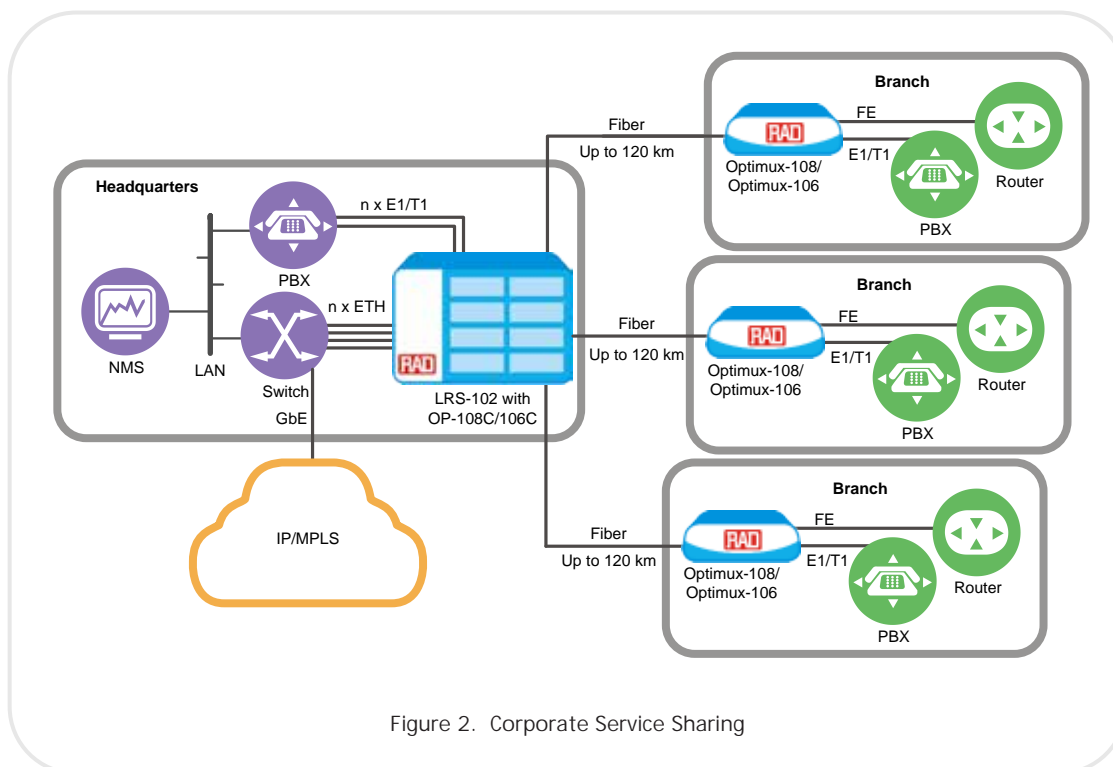 Headquarters
PBX
n x E1/T1
NMS
LAN
n x ETH
Switch
GbE
RAD
LRS-102 with
OP-108C/106C
IP/MPLS
Fiber
Up to 120 km
Branch
RAD
FE
E1/T1
Optimux-108/
Optimux-106
Router
PBX
Fiber
Up to 120 km
Branch
RAD
FE
E1/T1
Optimux-108/
Optimux-106
Router
PBX
Fiber
Up to 120 km
Branch
RAD
FE
E1/T1
Optimux-108/
Optimux-106
Router
PBX
Figure 2. Corporate Service Sharing